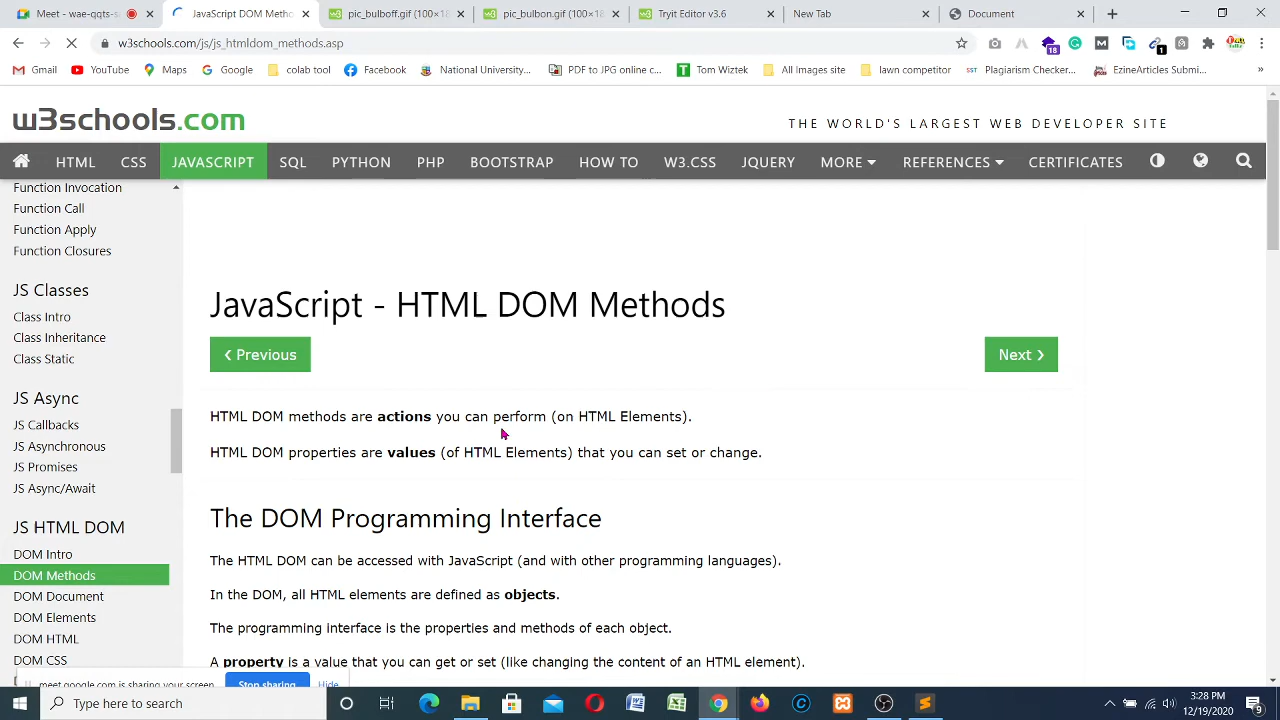 Meet - waeq-qqts-s
JavaScript DOM Metho
pic_bulboff.gif (100×18
pic_bulbon.gif (100×18
Tryit Editor v3.6
New Tab
Document
w3schools.com/js/js_htmldom_methods.asp
18
1
Gmail
YouTube
Maps
Google
colab tool
Facebook
National University...
PDF to JPG online c...
Tom Wiztek
All Images site
lawn competitor
Plagiarism Checker...
EzineArticles Submi...
»
w3schools.com
THE WORLD'S LARGEST WEB DEVELOPER SITE
HTML CSS JAVASCRIPT SQL PYTHON PHP BOOTSTRAP HOW TO W3.CSS JQUERY MORE REFERENCES CERTIFICATES
Function Invocation
Function Call
Function Apply
Function Closures
JS Classes
Class Intro
Class Inheritance
Class Static
JS Async
JS Callbacks
JS Asynchronous
JS Promises
JS Async/Await
JS HTML DOM
DOM Intro
DOM Methods
DOM Document
DOM Elements
DOM HTML
DOM CSS
JavaScript - HTML DOM Methods
❮ Previous
Next ❯
HTML DOM methods are actions you can perform (on HTML Elements).
HTML DOM properties are values (of HTML Elements) that you can set or change.
The DOM Programming Interface
The HTML DOM can be accessed with JavaScript (and with other programming languages).
In the DOM, all HTML elements are defined as objects.
The programming interface is the properties and methods of each object.
A property is a value that you can get or set (like changing the content of an HTML element).
meet.google.com is sharing your screen
Stop sharing
Hide
Type here to search
3:28 PM
12/19/2020